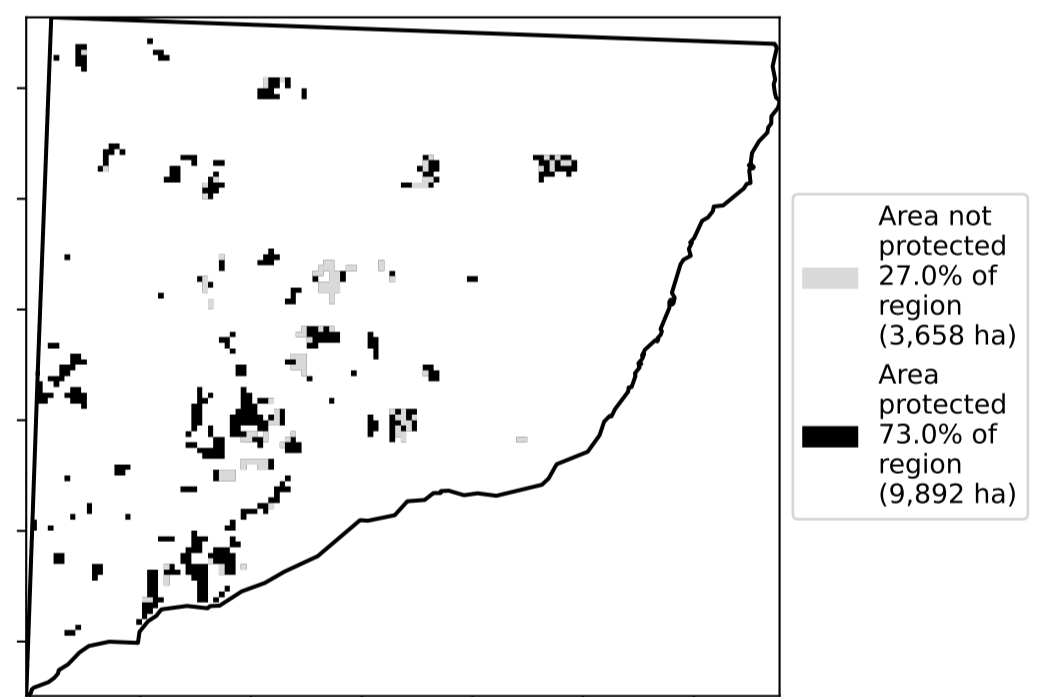 Area not
protected
27.0% of
region
(3,658 ha)
Area
protected
73.0% of
region
(9,892 ha)